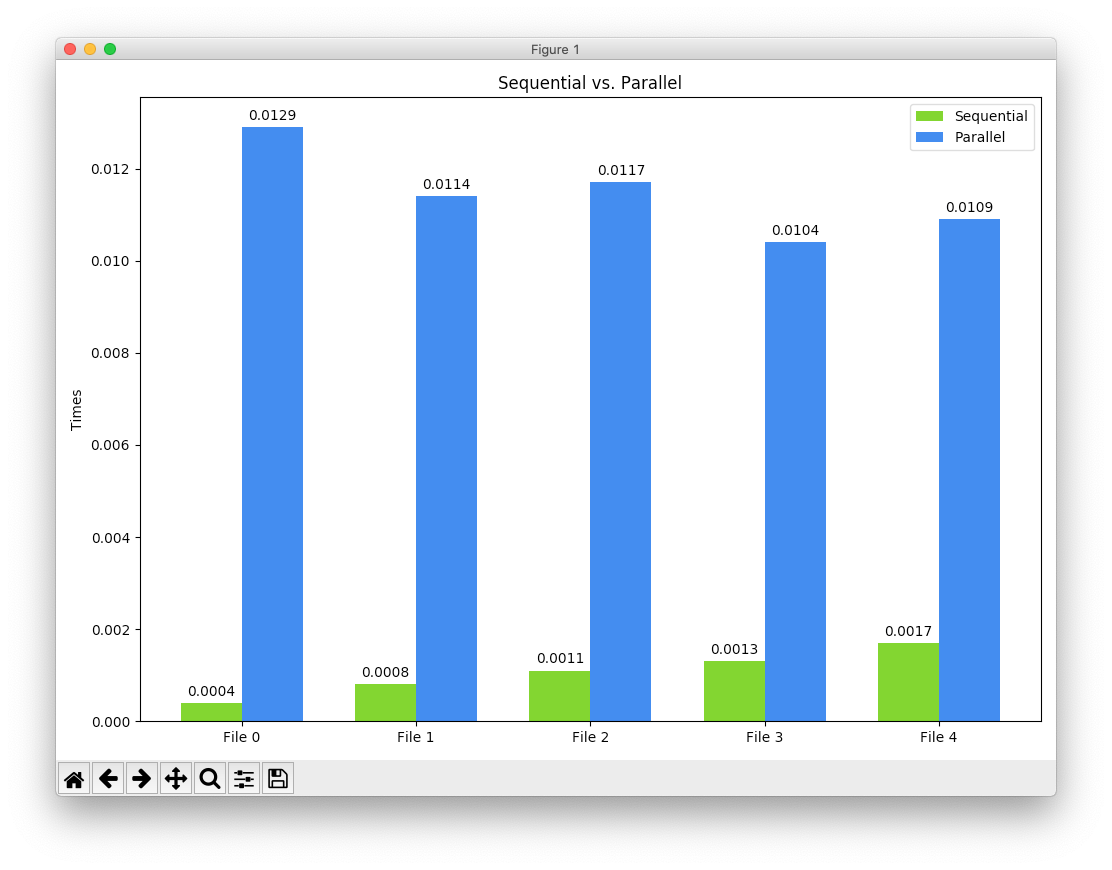 Figure 1
Sequential vs. Parallel
Sequential
Parallel
0.0129
0.0114
0.0117
0.0104
0.0109
0.0004
0.0008
0.0011
0.0013
0.0017
0.012
0.010
0.008
0.006
0.004
0.002
0.000
Times
File 0
File 1
File 2
File 3
File 4